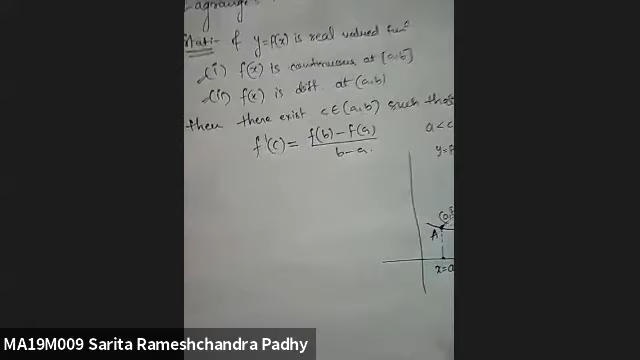 Lagrange's
Stat:- If y=f(x) is real valued funⁿ
(i) f(x) is continuous at [a,b]
(ii) f(x) is diff. at (a,b)
then there exist c∈(a,b) such that
f'(c) = f(b)-f(a) / b-a.
a<c
y=f
A (a,
x=a
MA19M009 Sarita Rameshchandra Padhy